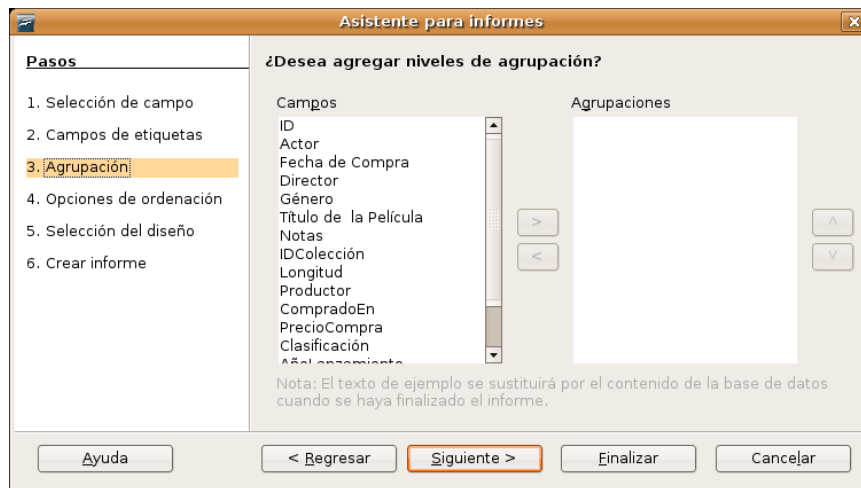 Asistente para informes
Pasos
1. Selección de campo
2. Campos de etiquetas
3. Agrupación
4. Opciones de ordenación
5. Selección del diseño
6. Crear informe
¿Desea agregar niveles de agrupación?
Campos
ID
Actor
Fecha de Compra
Director
Género
Título de la Película
Notas
IDColección
Longitud
Productor
CompradoEn
PrecioCompra
Clasificación
AñoLanzamiento
Agrupaciones
>
<
^
v
Nota: El texto de ejemplo se sustituirá por el contenido de la base de datos
cuando se haya finalizado el informe.
Ayuda
< Regresar
Siguiente >
Finalizar
Cancelar